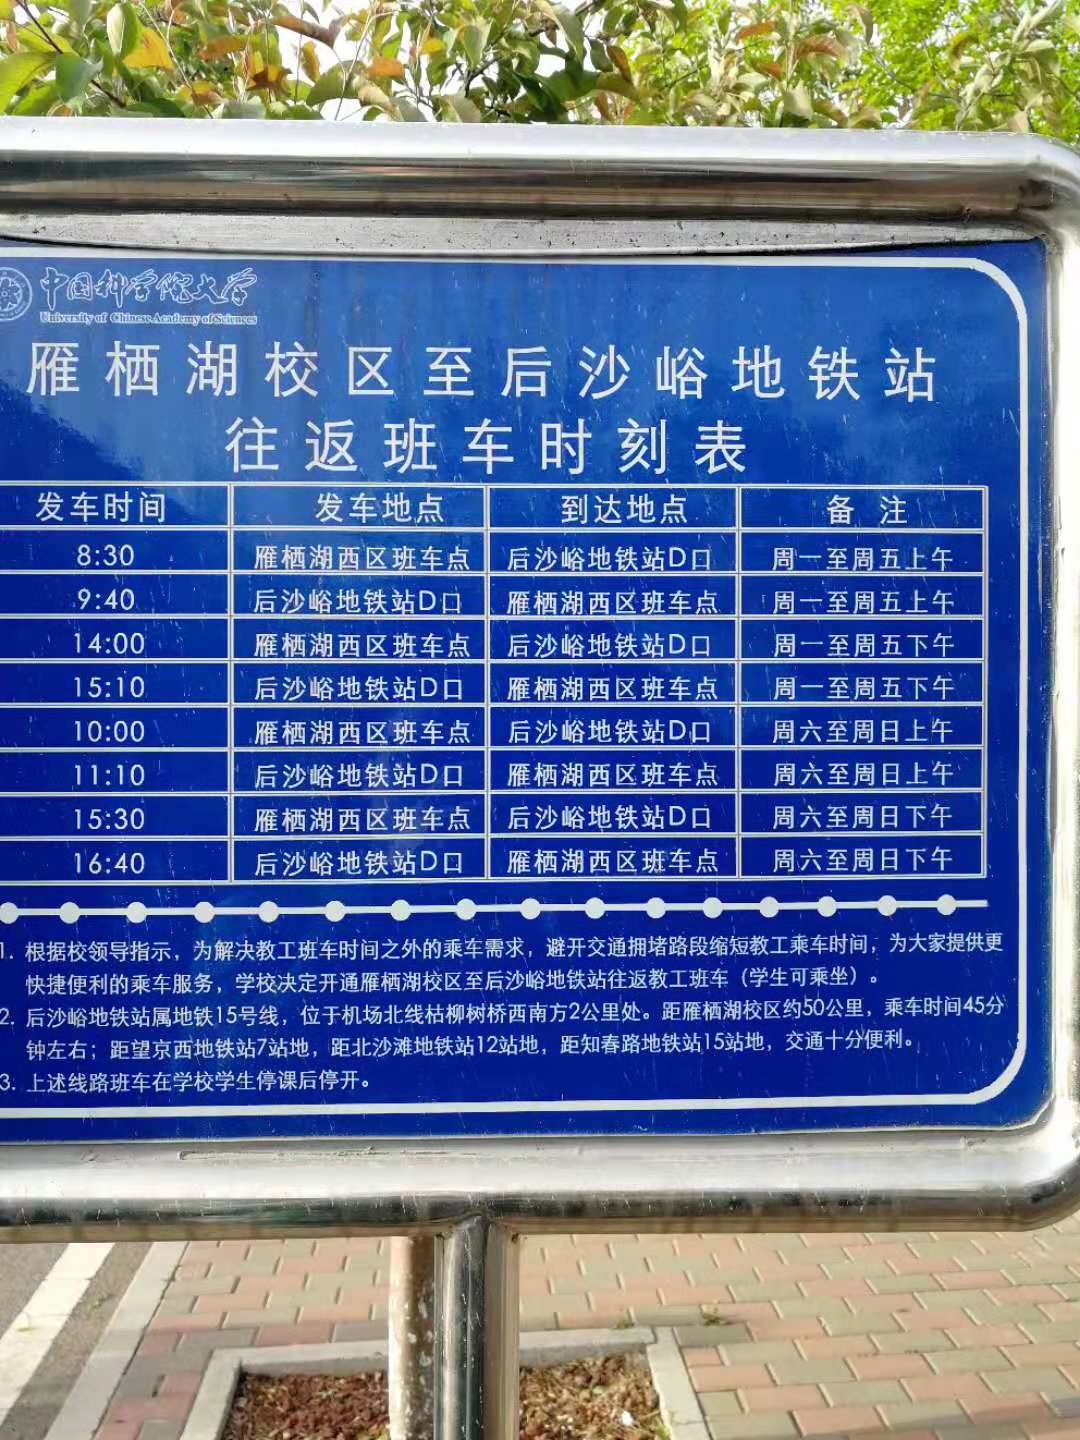 中国科学院大学
University of Chinese Academy of Sciences
雁栖湖校区至后沙峪地铁站
往返班车时刻表
发车时间 发车地点 到达地点 备 注
8:30 雁栖湖西区班车点 后沙峪地铁站D口 周一至周五上午
9:40 后沙峪地铁站D口 雁栖湖西区班车点 周一至周五上午
14:00 雁栖湖西区班车点 后沙峪地铁站D口 周一至周五下午
15:10 后沙峪地铁站D口 雁栖湖西区班车点 周一至周五下午
10:00 雁栖湖西区班车点 后沙峪地铁站D口 周六至周日上午
11:10 后沙峪地铁站D口 雁栖湖西区班车点 周六至周日上午
15:30 雁栖湖西区班车点 后沙峪地铁站D口 周六至周日下午
16:40 后沙峪地铁站D口 雁栖湖西区班车点 周六至周日下午
1. 根据校领导指示，为解决教工班车时间之外的乘车需求，避开交通拥堵路段缩短教工乘车时间，为大家提供更
快捷便利的乘车服务，学校决定开通雁栖湖校区至后沙峪地铁站往返教工班车（学生可乘坐）。
2. 后沙峪地铁站属地铁15号线，位于机场北线枯柳树桥西南方2公里处。距雁栖湖校区约50公里，乘车时间45分
钟左右；距望京西地铁站7站地，距北沙滩地铁站12站地，距知春路地铁站15站地，交通十分便利。
3. 上述线路班车在学校学生停课后停开。